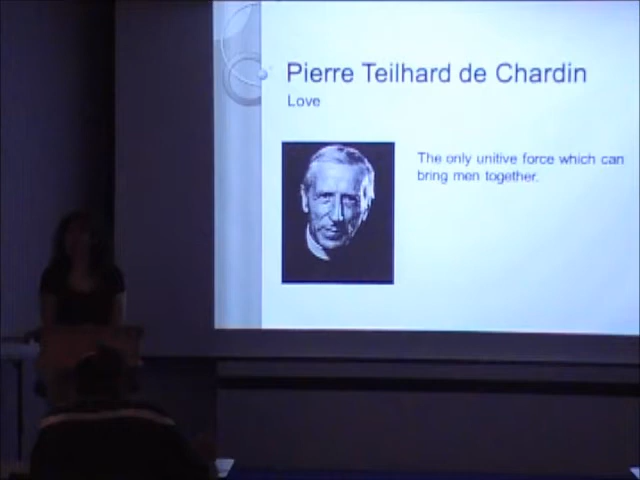 Pierre Teilhard de Chardin
Love
The only unitive force which can
bring men together.